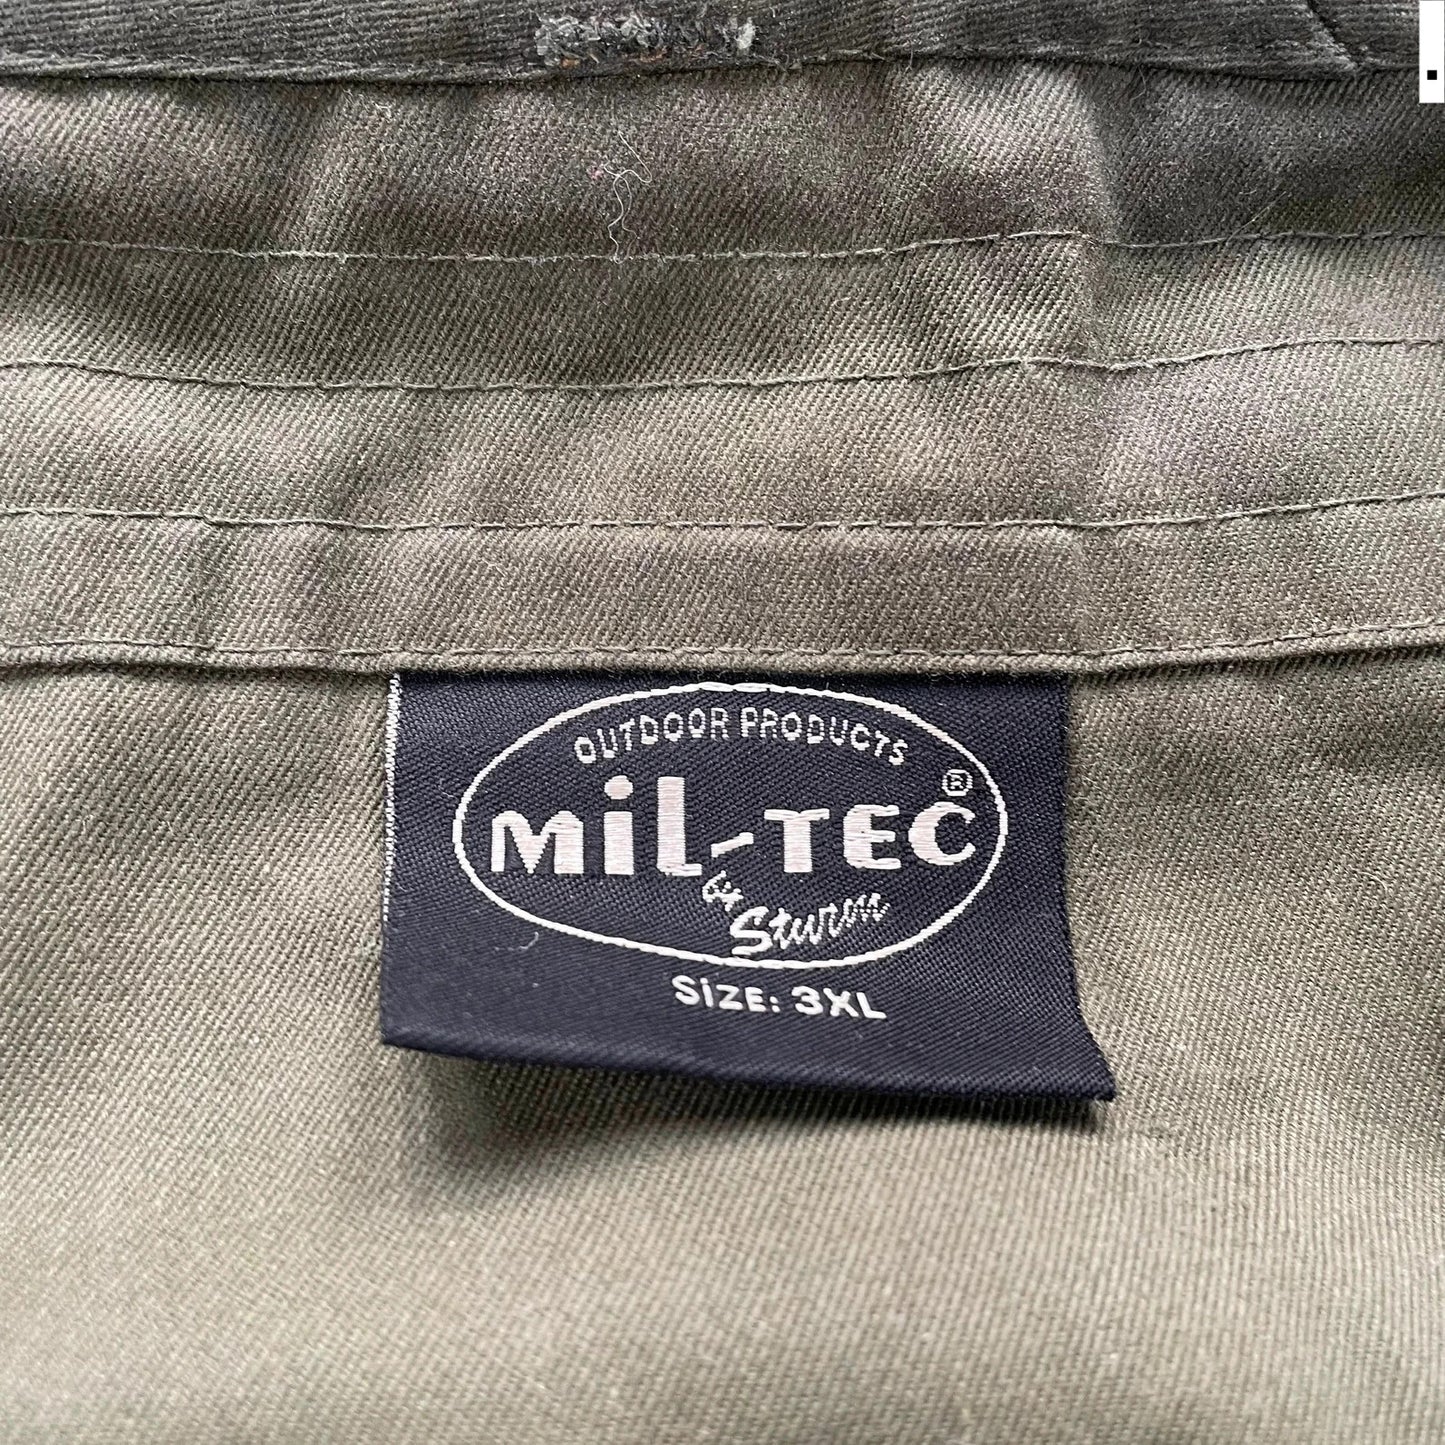 OUTDOOR PRODUCTS
MiL-TEC®
by Sturm
SiZE: 3XL